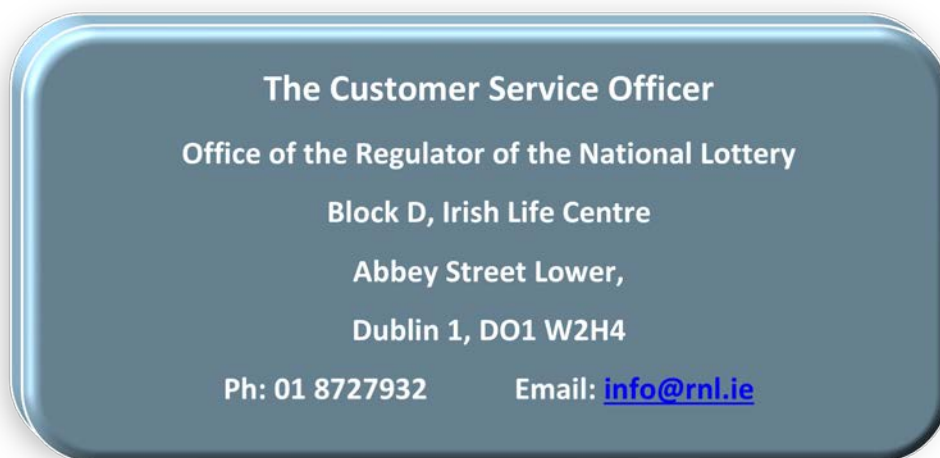 The Customer Service Officer
Office of the Regulator of the National Lottery
Block D, Irish Life Centre
Abbey Street Lower,
Dublin 1, DO1 W2H4
Ph: 01 8727932 Email: info@rnl.ie